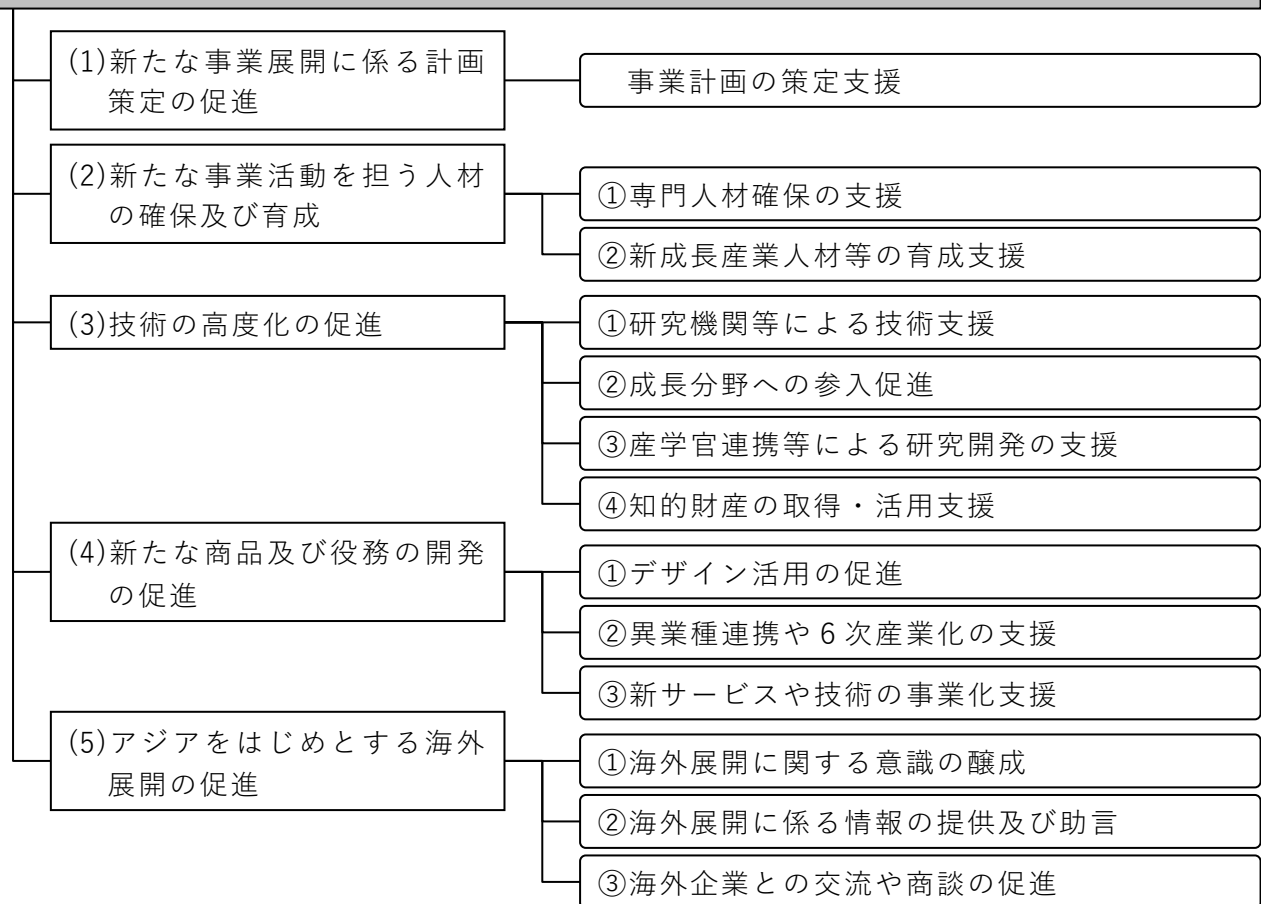 (1)新たな事業展開に係る計画
策定の促進
事業計画の策定支援
(2)新たな事業活動を担う人材
の確保及び育成
①専門人材確保の支援
②新成長産業人材等の育成支援
(3)技術の高度化の促進
①研究機関等による技術支援
②成長分野への参入促進
③産学官連携等による研究開発の支援
④知的財産の取得・活用支援
(4)新たな商品及び役務の開発
の促進
①デザイン活用の促進
②異業種連携や6次産業化の支援
③新サービスや技術の事業化支援
(5)アジアをはじめとする海外
展開の促進
①海外展開に関する意識の醸成
②海外展開に係る情報の提供及び助言
③海外企業との交流や商談の促進